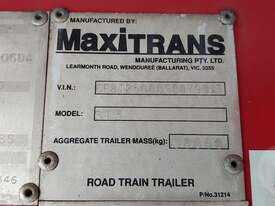 MANUFACTURED BY:
MaxiTRANS
MANUFACTURING PTY. LTD.
LEARMONTH ROAD, WENDOUREE (BALLARAT), VIC. 3355
V.I.N.:
MODEL:
AGGREGATE TRAILER MASS(kg):
ROAD TRAIN TRAILER
P/No.31214